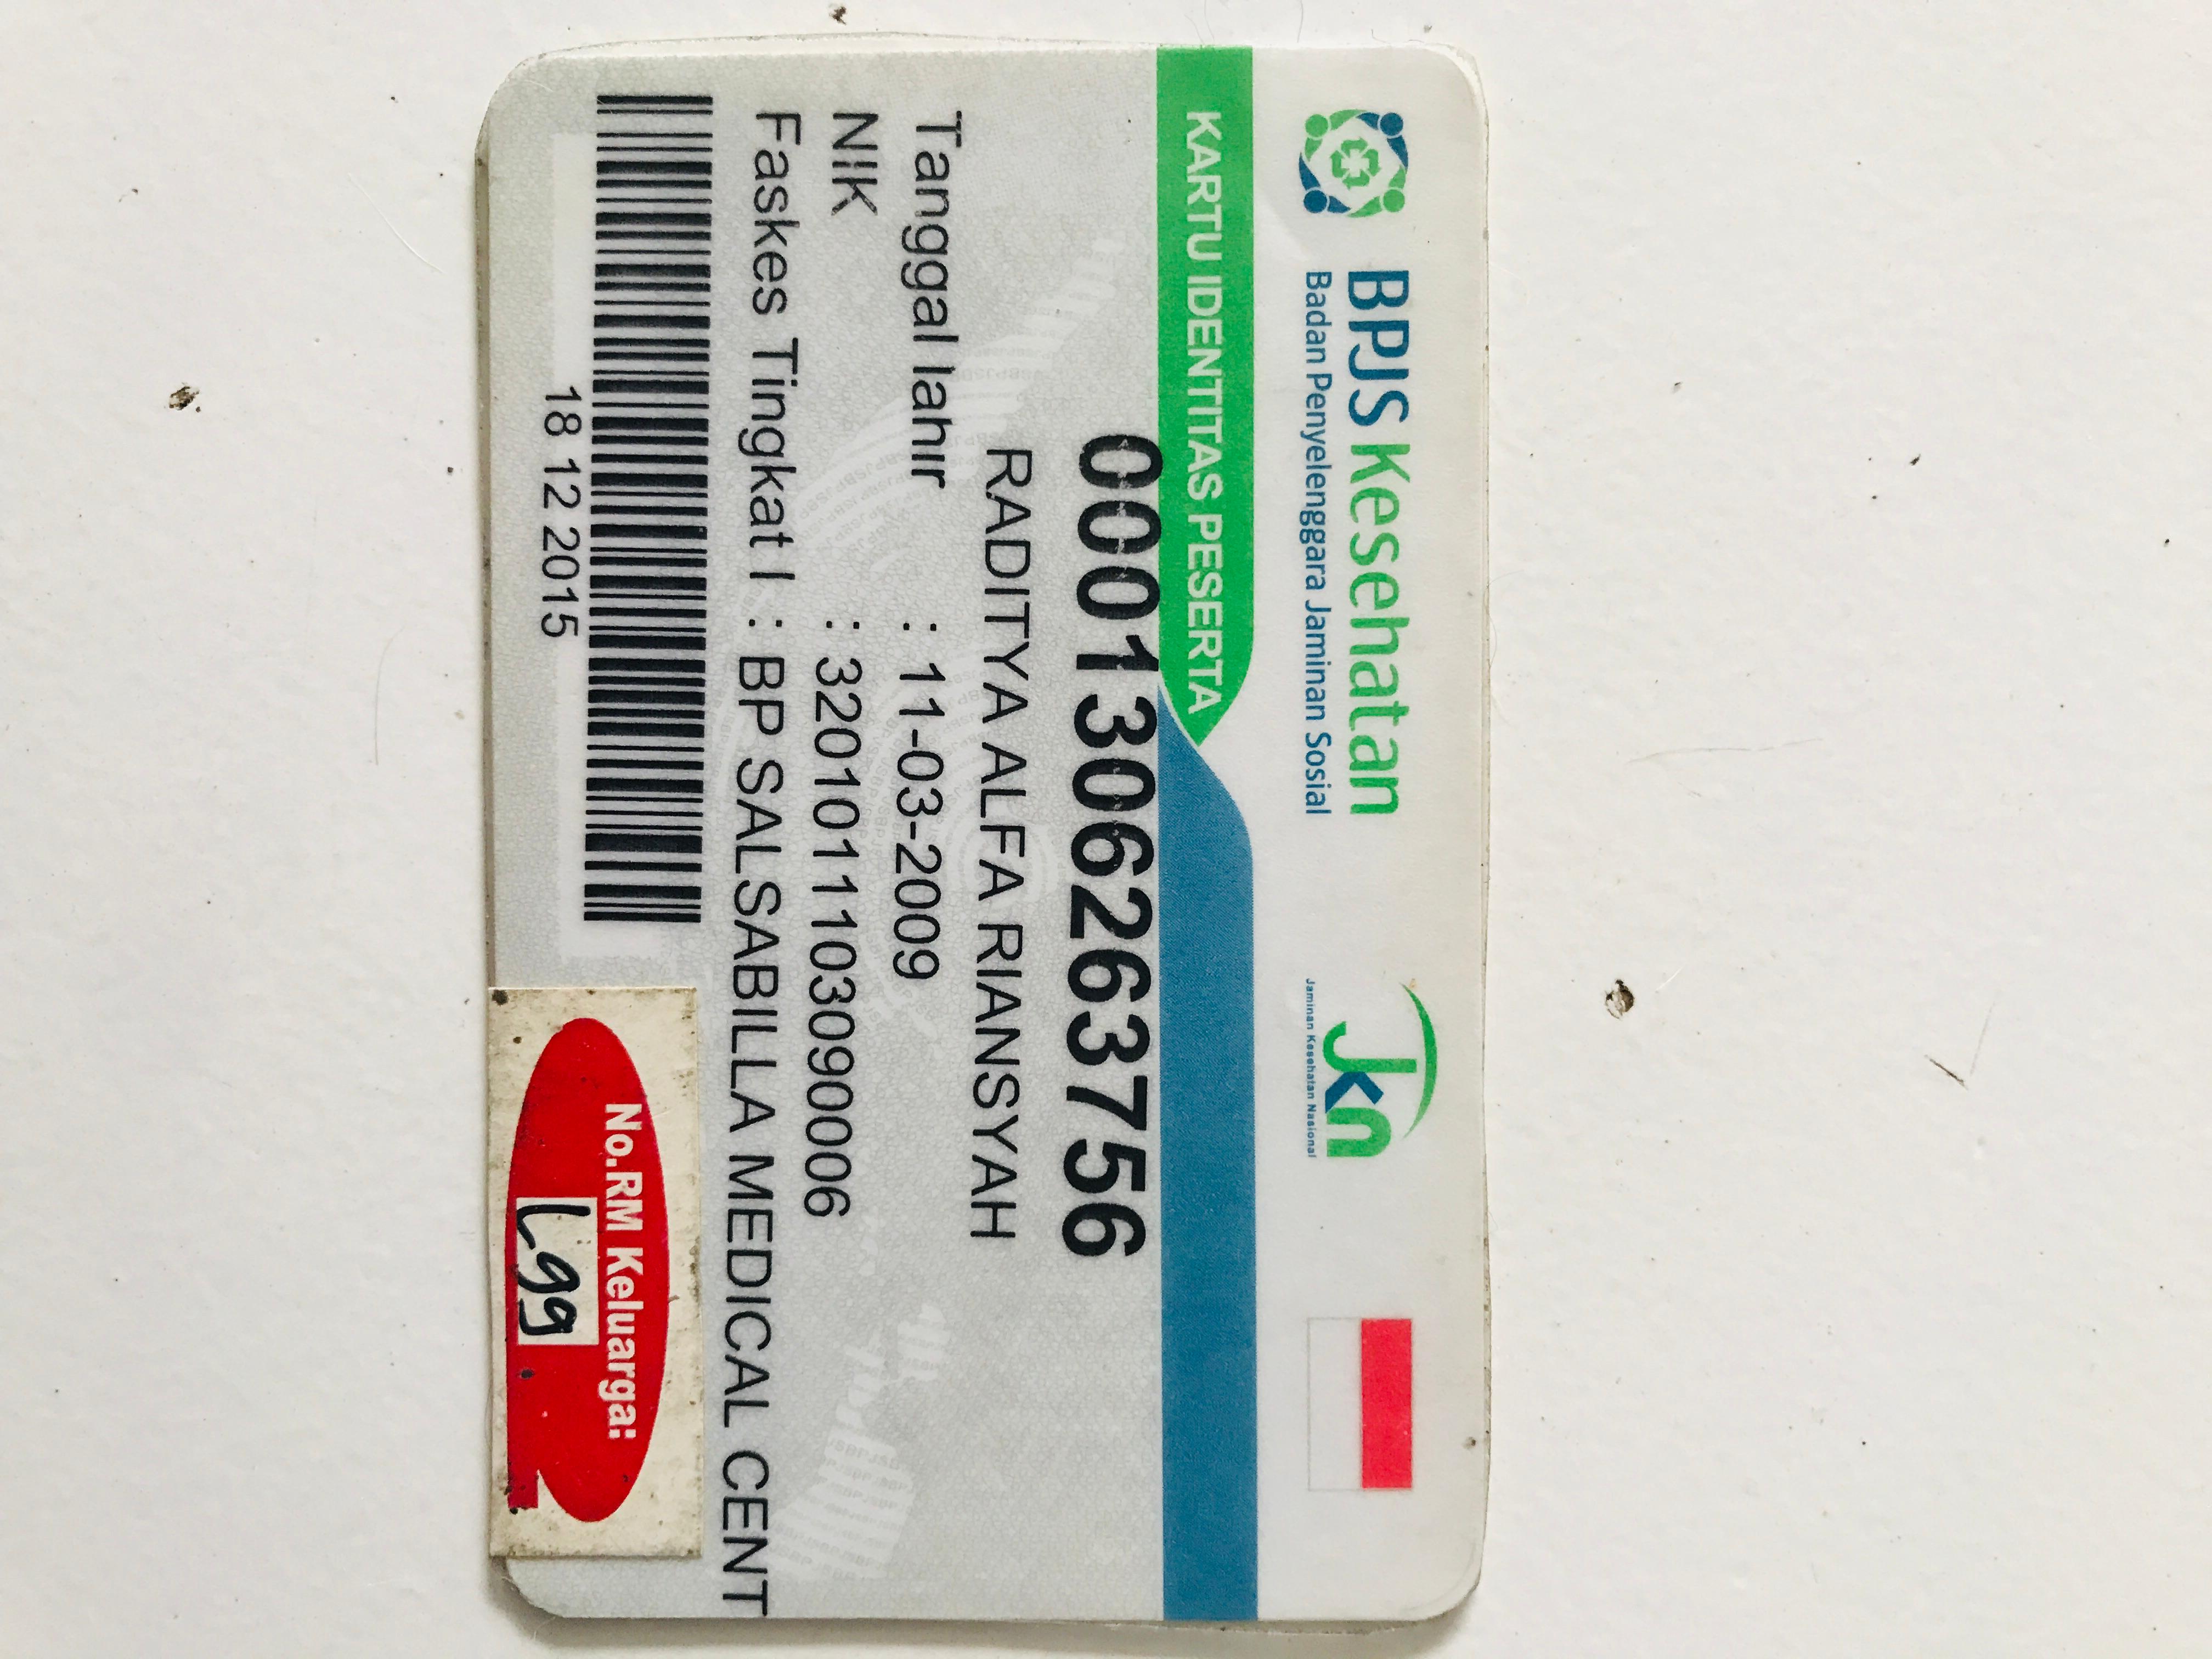 BPJS Kesehatan
Badan Penyelenggara Jaminan Sosial
Jkn
Jaminan Kesehatan Nasional
KARTU IDENTITAS PESERTA
0001306263756
RADITYA ALFA RIANSYAH
Tanggal lahir : 11-03-2009
NIK : 3201011103090006
Faskes Tingkat I : BP SALSABILLA MEDICAL CENT
18 12 2015
No.RM Keluarga: